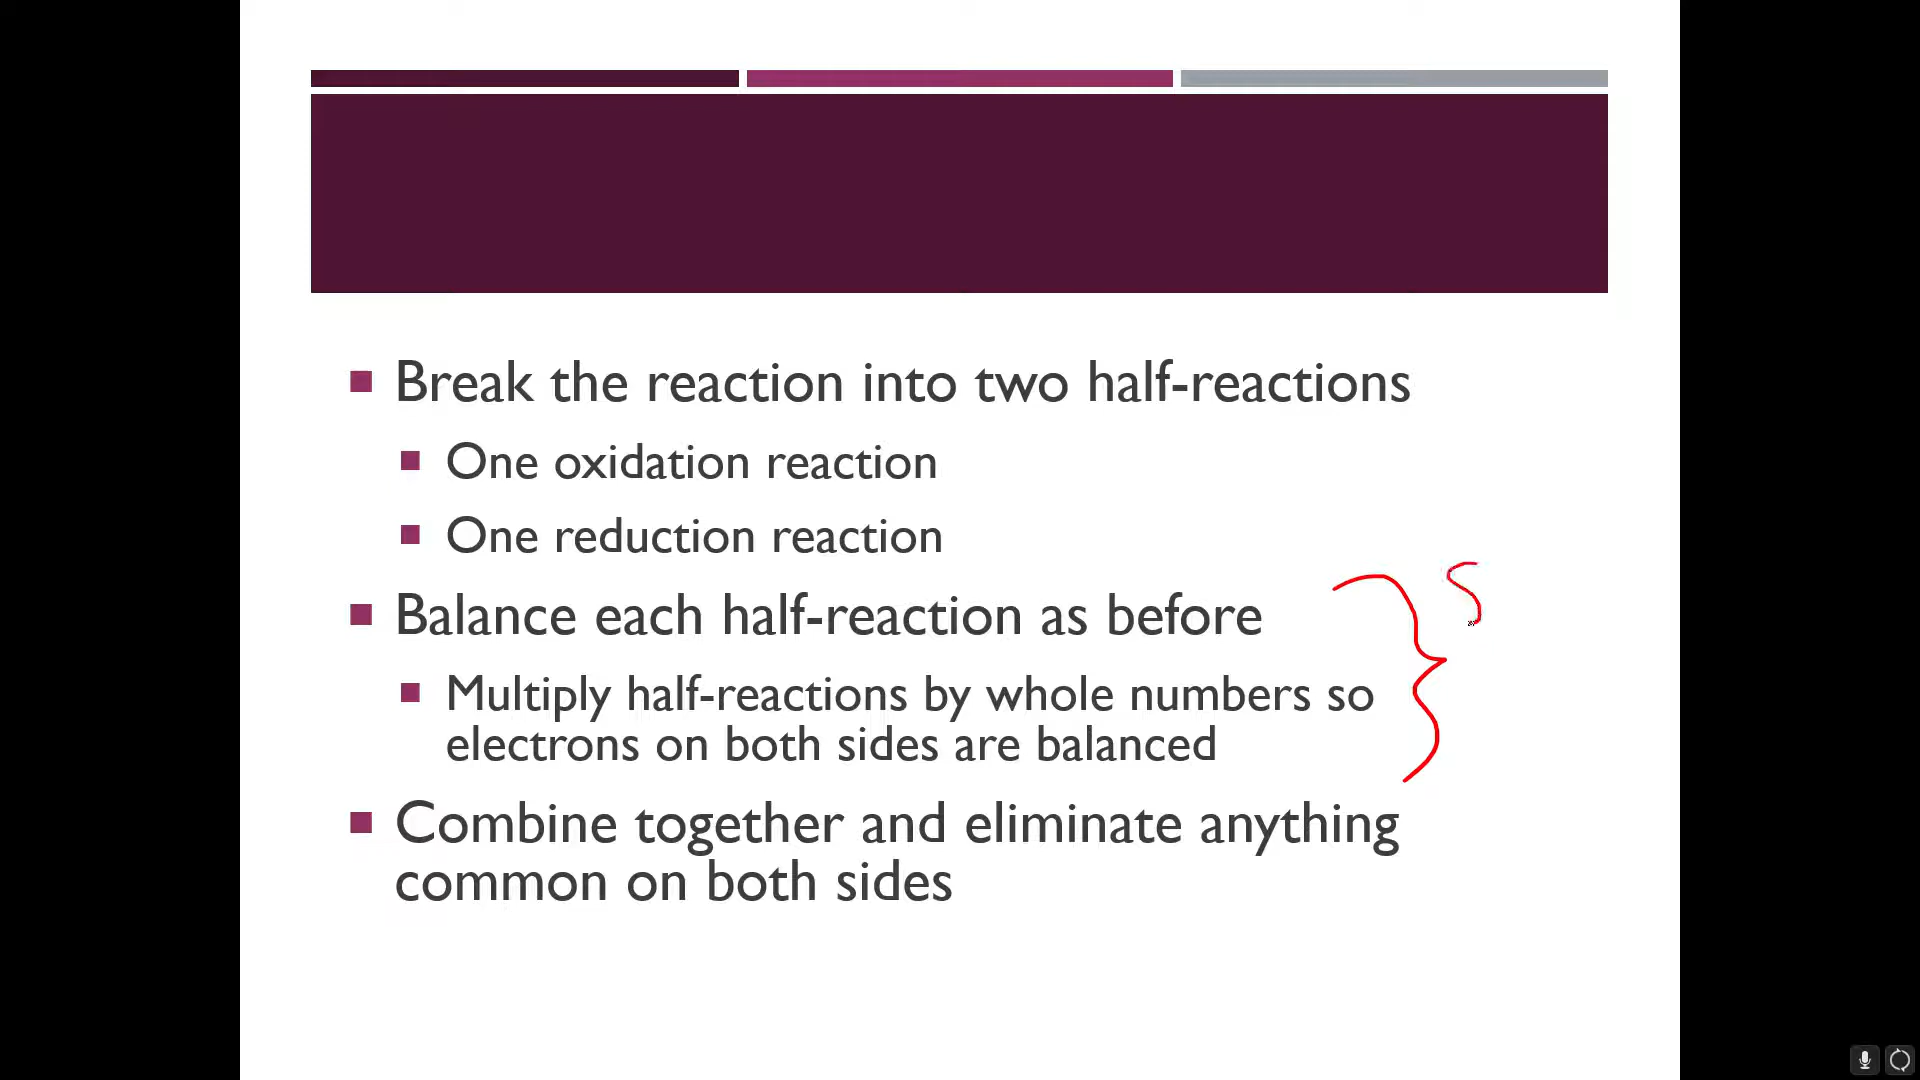 Break the reaction into two half-reactions
One oxidation reaction
One reduction reaction
Balance each half-reaction as before
Multiply half-reactions by whole numbers so
electrons on both sides are balanced
Combine together and eliminate anything
common on both sides